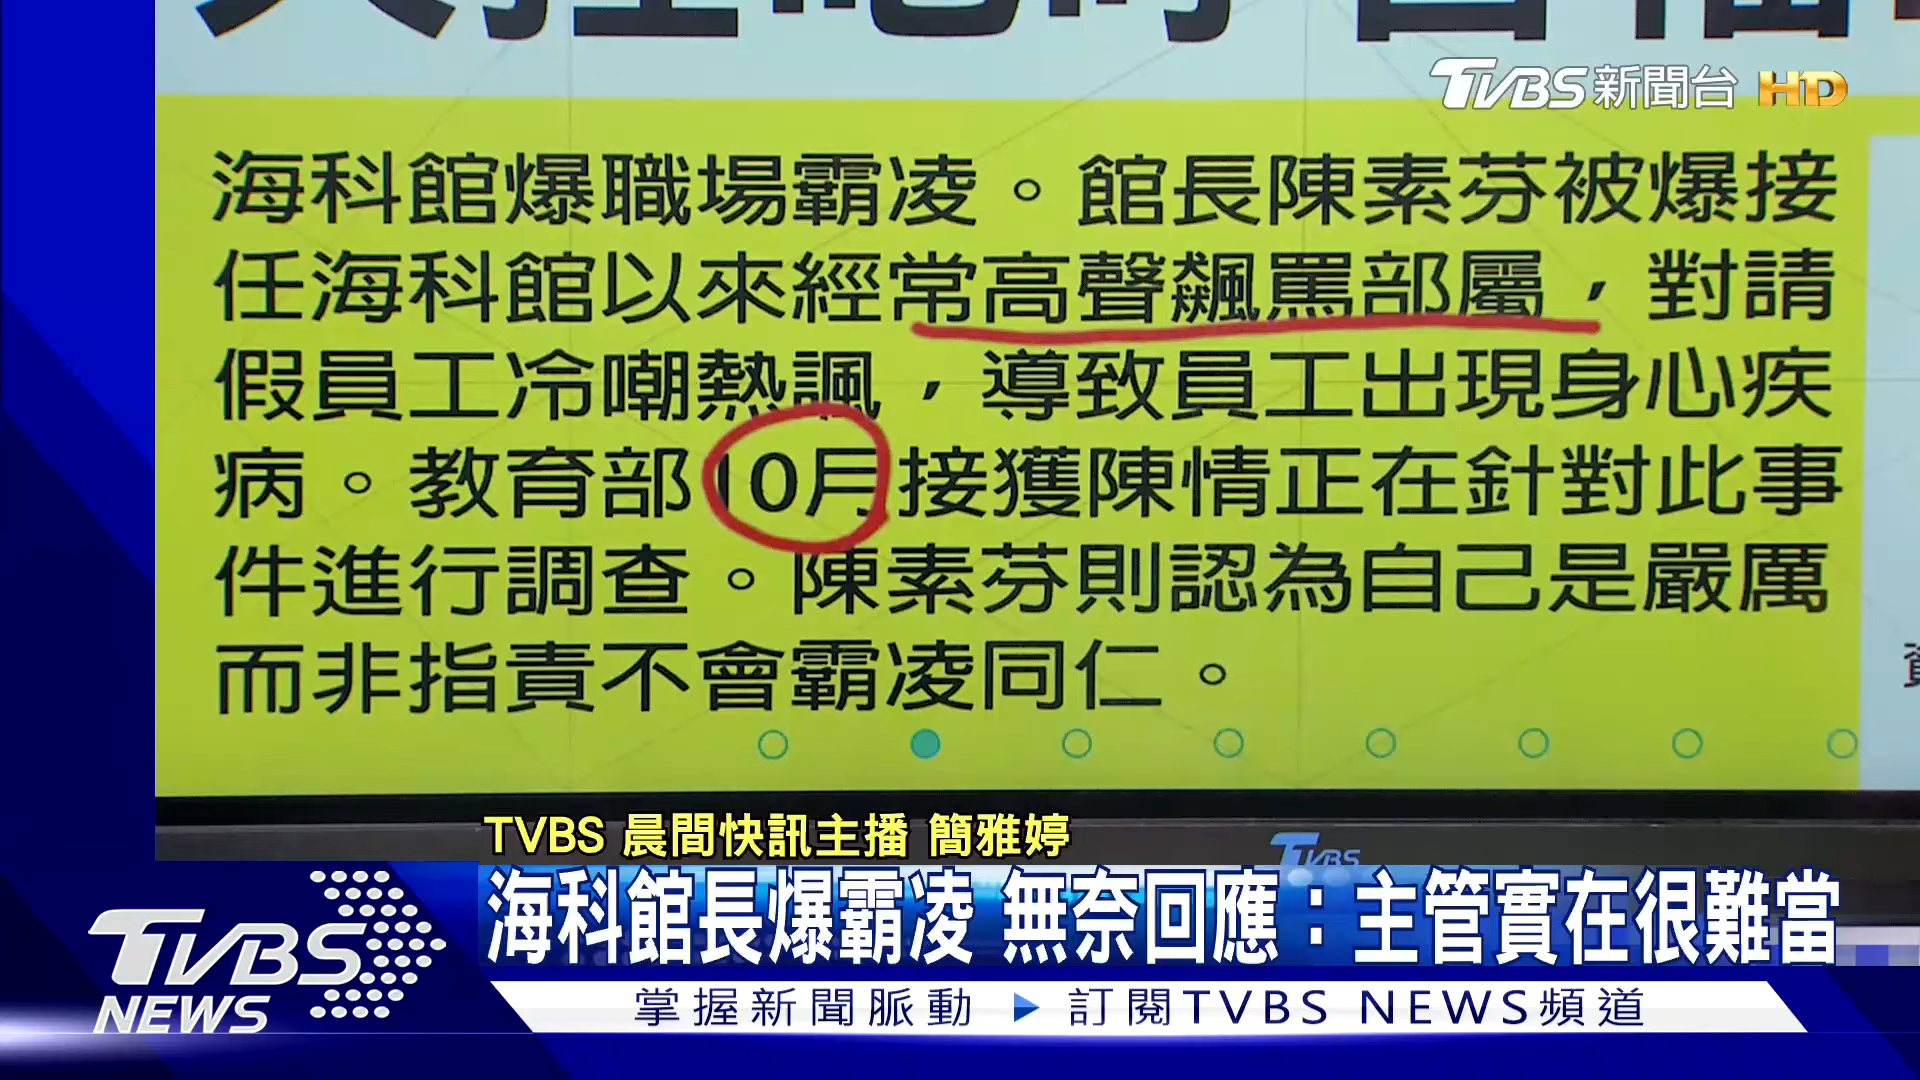 TVBS新聞台 HD
海科館爆職場霸凌。館長陳素芬被爆接
任海科館以來經常高聲飆罵部屬,對請
假員工冷嘲熱諷,導致員工出現身心疾
病。教育部10月接獲陳情正在針對此事
件進行調查。陳素芬則認為自己是嚴厲
而非指責不會霸凌同仁。
TVBS 晨間快訊主播 簡雅婷
TVBS
海科館長爆霸凌 無奈回應:主管實在很難當
TVBS
NEWS
掌握新聞脈動 ▶ 訂閱TVBS NEWS頻道